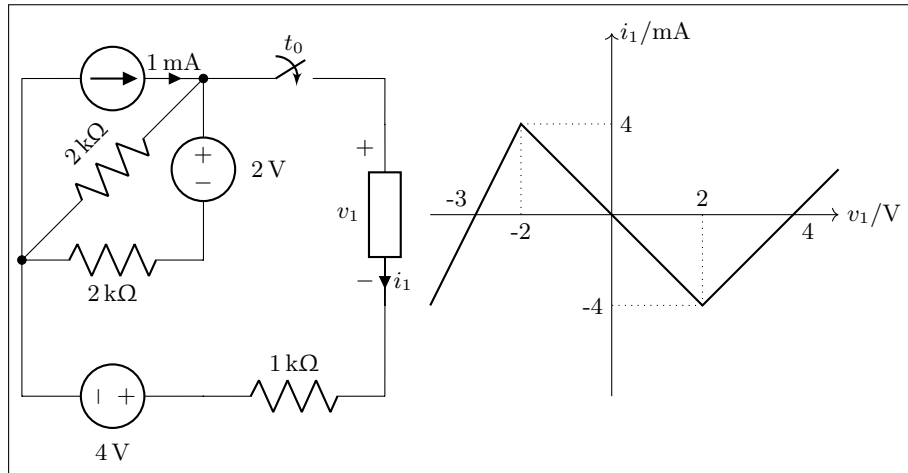 t₀
i₁/mA
1 mA
2 kΩ
+
−
2 V
2 kΩ
+
v₁
−
i₁
− +
4 V
1 kΩ
4
-3
2
v₁/V
-2
4
-4